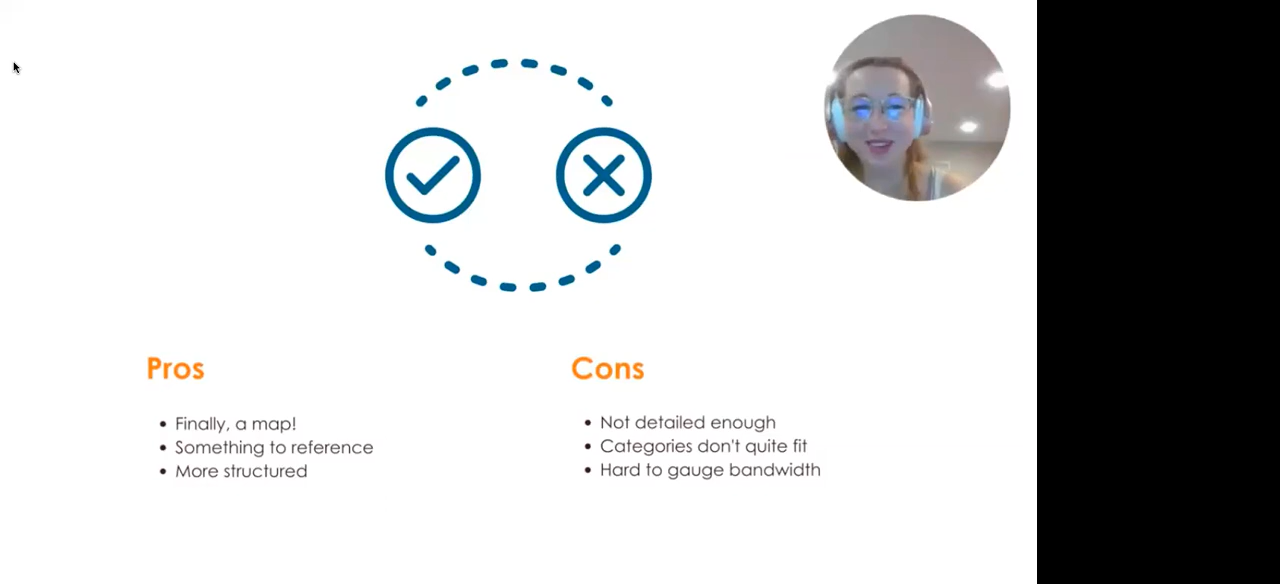 Pros
Finally, a map!
Something to reference
More structured
Cons
Not detailed enough
Categories don't quite fit
Hard to gauge bandwidth